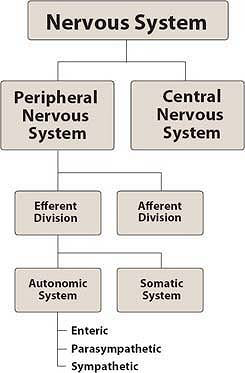 Nervous System
Peripheral
Nervous
System
Central
Nervous
System
Efferent
Division
Afferent
Division
Autonomic
System
Somatic
System
Enteric
Parasympathetic
Sympathetic